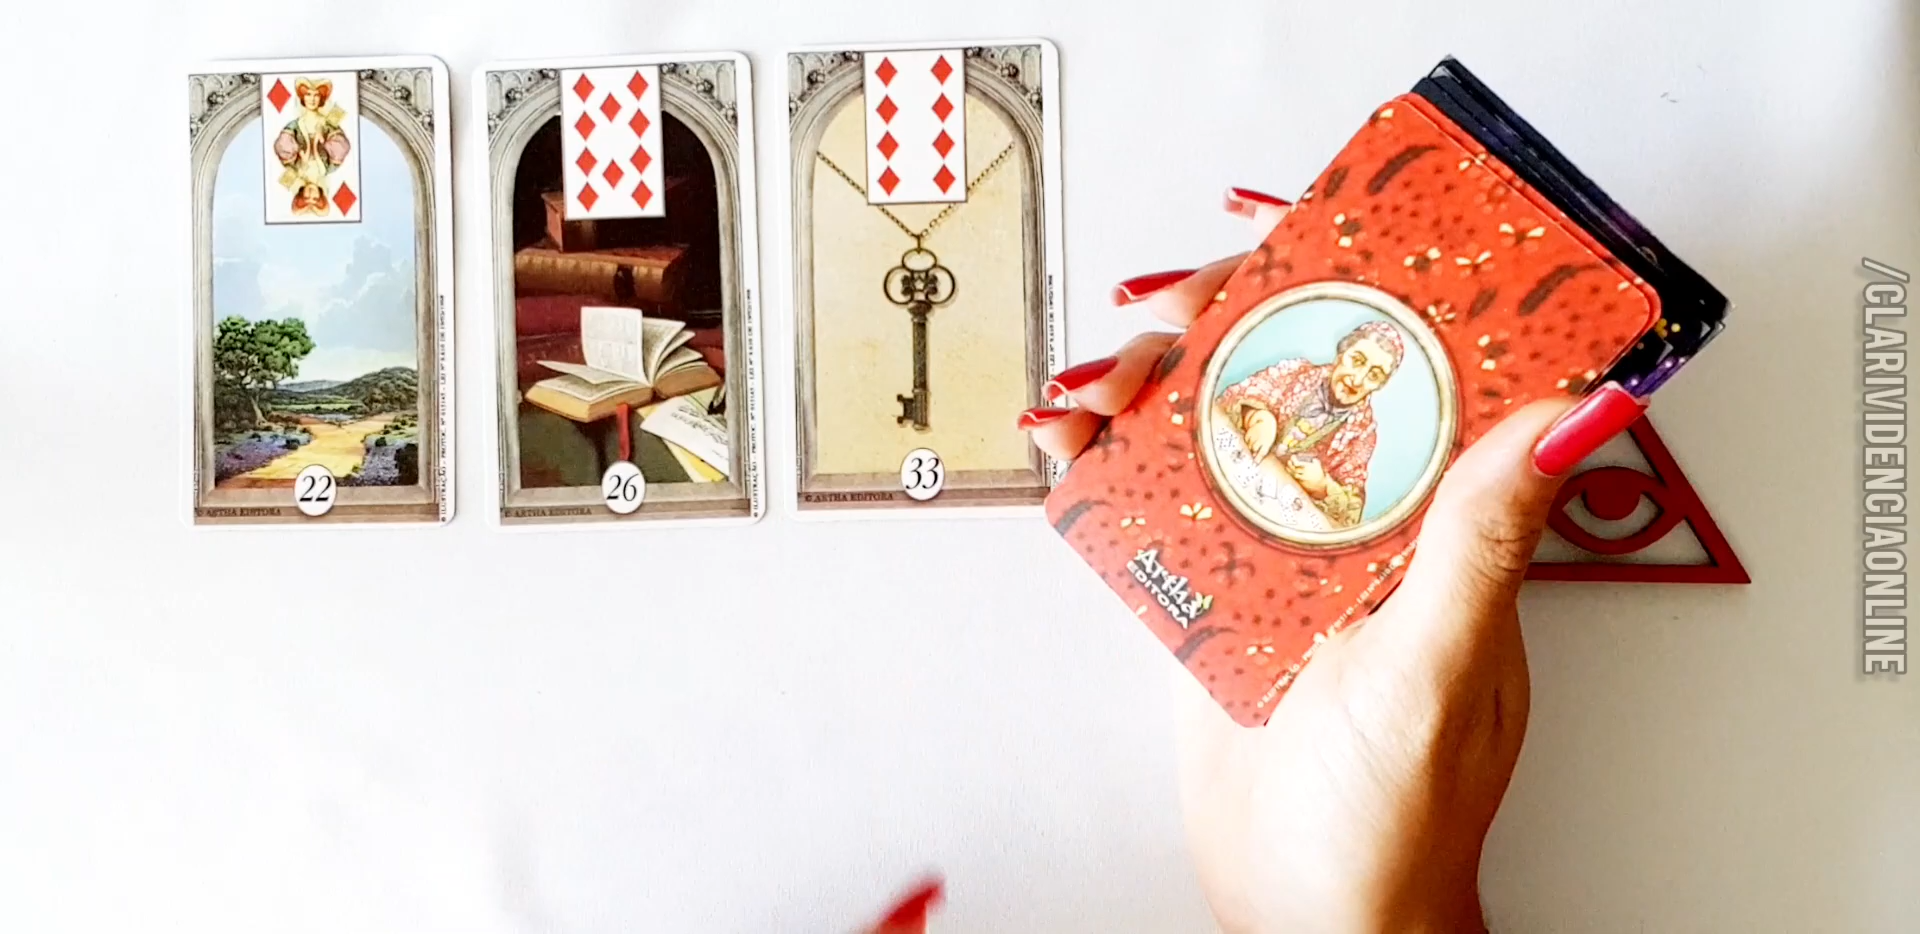 22
© ARTHA EDITORA
26
© ARTHA EDITORA
33
© ARTHA EDITORA
Artha
EDITORA
/CLARIVIDENCIAONLINE